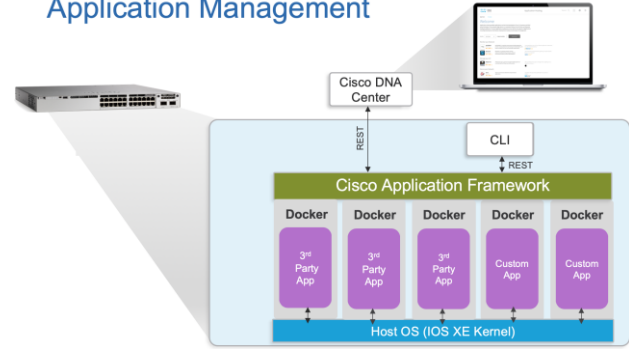 Application Management
Cisco DNA
Center
REST
CLI
REST
Cisco Application Framework
Docker
Docker
Docker
Docker
Docker
3rd
Party
App
3rd
Party
App
3rd
Party
App
Custom
App
Custom
App
Host OS (IOS XE Kernel)